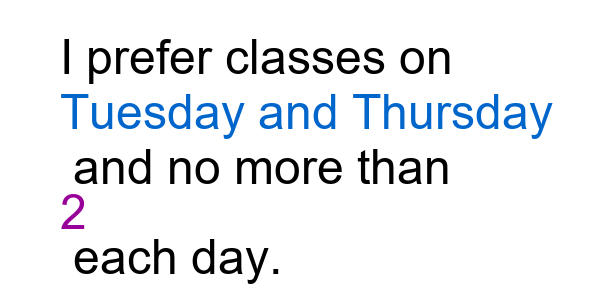 I prefer classes on
Tuesday and Thursday
and no more than
2
each day.